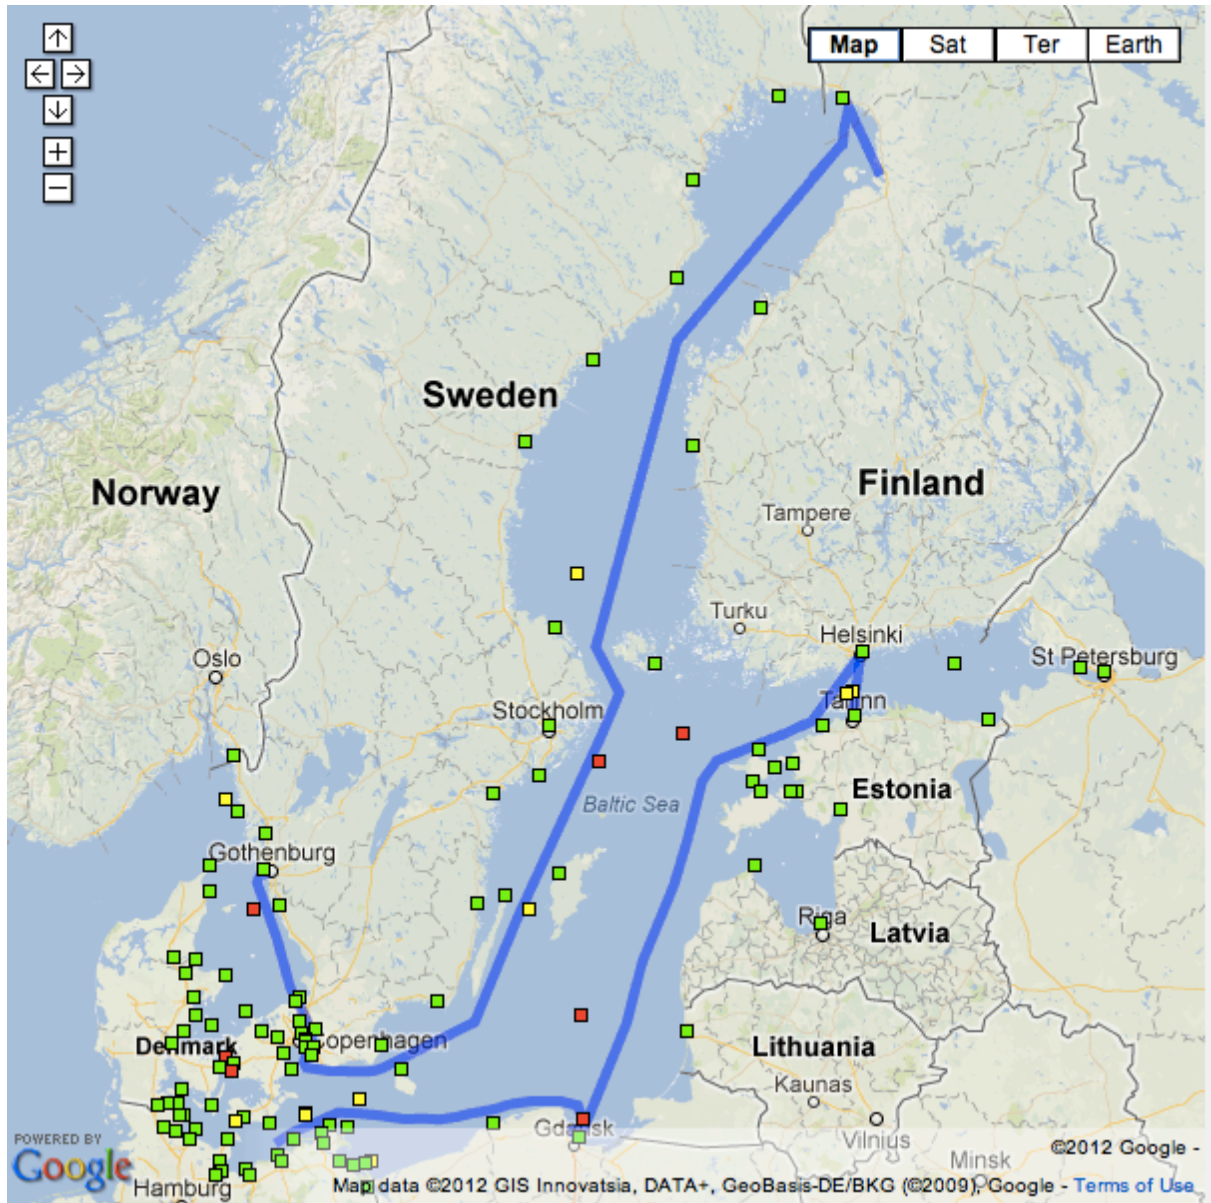 Map Sat Ter Earth
Sweden
Norway
Finland
Tampere
Turku
Helsinki
Oslo
St Petersburg
Stockholm
Tallinn
Baltic Sea
Estonia
Gothenburg
Riga
Latvia
Denmark
Copenhagen
Lithuania
Kaunas
Gdansk
Vilnius
POWERED BY
Google
©2012 Google -
Minsk
Hamburg
Map data ©2012 GIS Innovatsia, DATA+, GeoBasis-DE/BKG (©2009), Google - Terms of Use